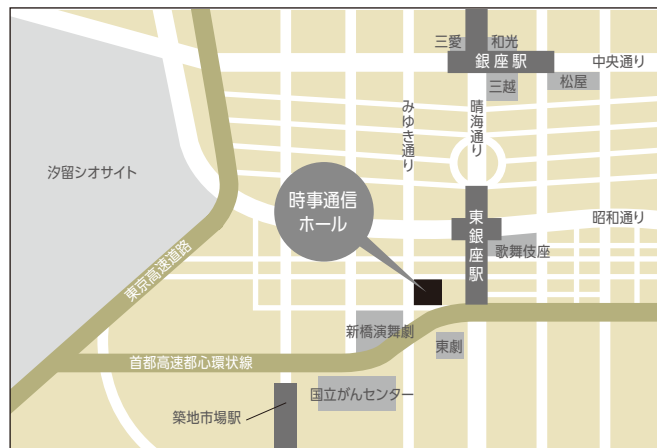 三愛
和光
銀座駅
中央通り
三越
松屋
みゆき通り
晴海通り
汐留シオサイト
時事通信
ホール
昭和通り
東銀座駅
歌舞伎座
東京高速道路
新橋演舞劇
東劇
首都高速都心環状線
国立がんセンター
築地市場駅